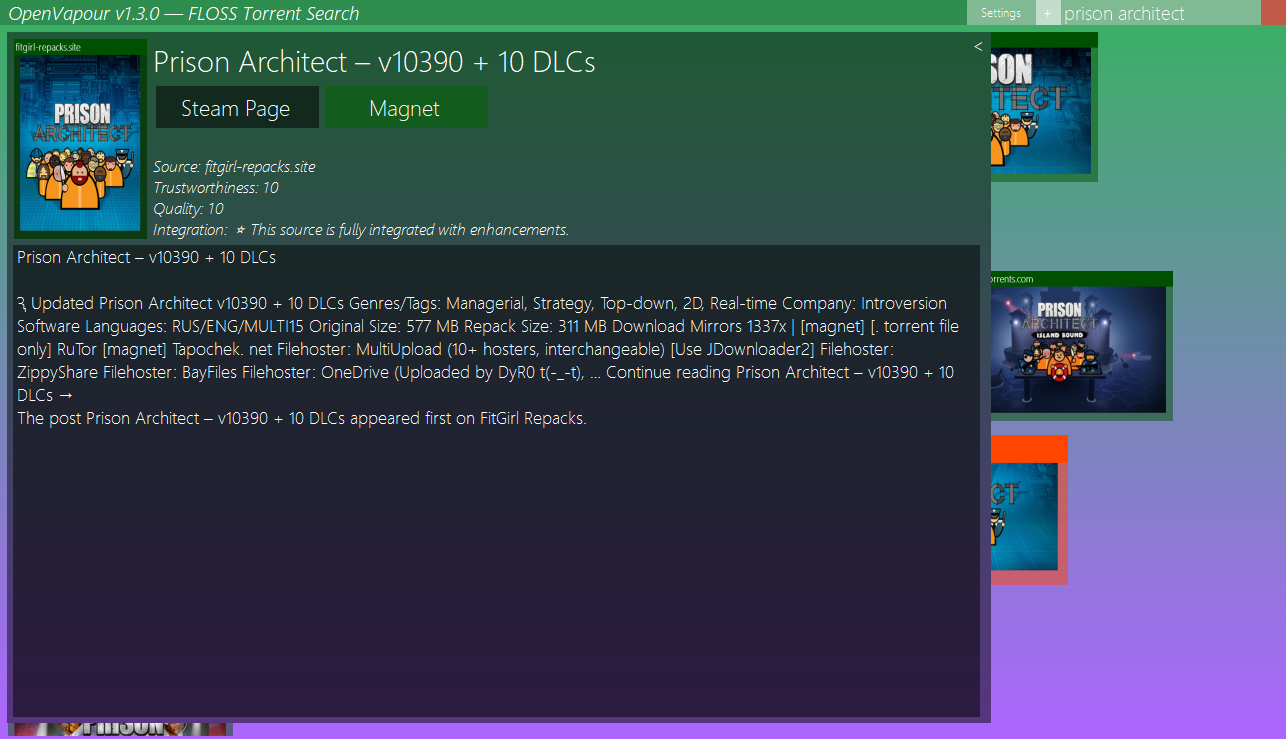 OpenVapour v1.3.0 — FLOSS Torrent Search
Settings
+
prison architect
fitgirl-repacks.site
PRISON
ARCHITECT
Prison Architect – v10390 + 10 DLCs
<
Steam Page
Magnet
Source: fitgirl-repacks.site
Trustworthiness: 10
Quality: 10
Integration: ⭐ This source is fully integrated with enhancements.
Prison Architect – v10390 + 10 DLCs
Updated Prison Architect v10390 + 10 DLCs Genres/Tags: Managerial, Strategy, Top-down, 2D, Real-time Company: Introversion
Software Languages: RUS/ENG/MULTI15 Original Size: 577 MB Repack Size: 311 MB Download Mirrors 1337x | [magnet] [. torrent file
only] RuTor [magnet] Tapochek. net Filehoster: MultiUpload (10+ hosters, interchangeable) [Use JDownloader2] Filehoster:
ZippyShare Filehoster: BayFiles Filehoster: OneDrive (Uploaded by DyR0 t(-_-t), ... Continue reading Prison Architect – v10390 + 10
DLCs →
The post Prison Architect – v10390 + 10 DLCs appeared first on FitGirl Repacks.
SON
TECT
orrents.com
PRISON
ARCHITECT
ISLAND BOUND
CT
PRISON